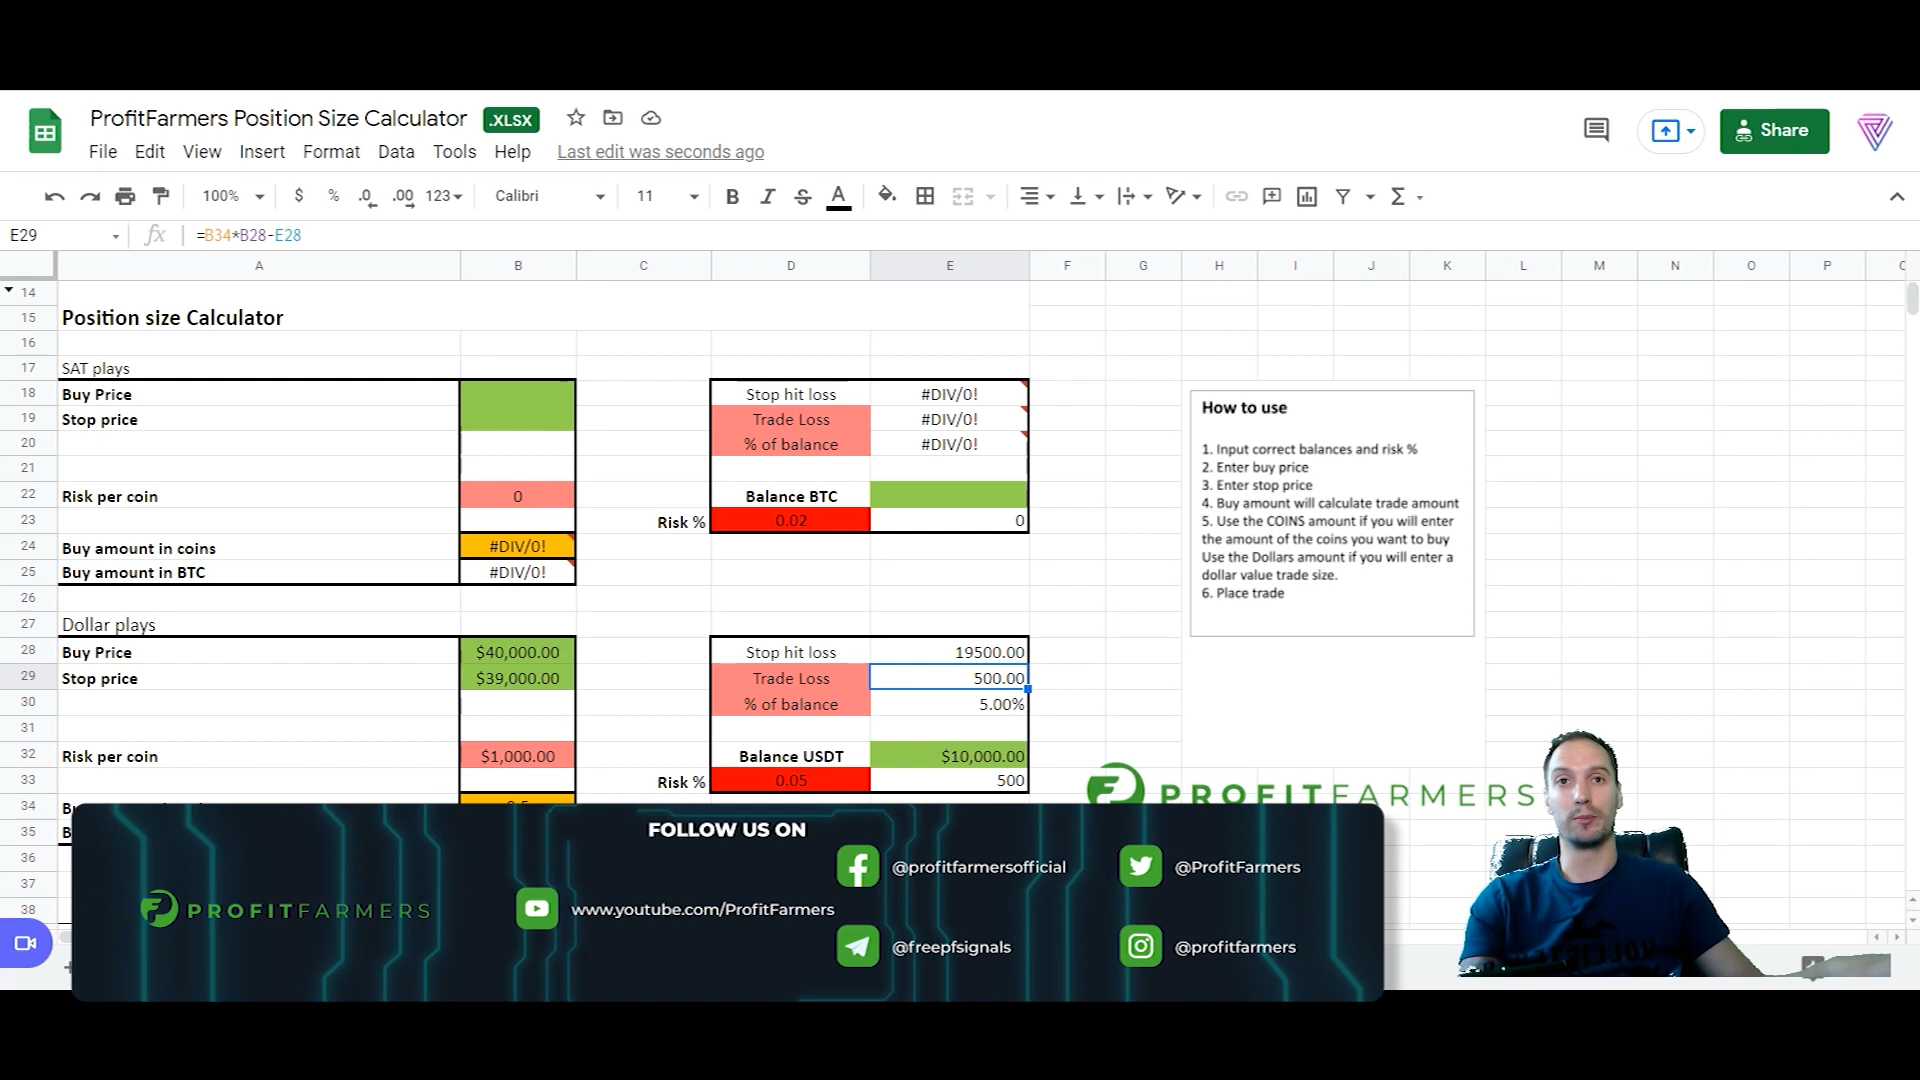 ProfitFarmers Position Size Calculator .XLSX
Share
File Edit View Insert Format Data Tools Help Last edit was seconds ago
100% $ % .0 .00 123 Calibri 11 B I S A
E29 fx =B34*B28-E28
A B C D E F G H I J K L M N O P
14
15 Position size Calculator
16
17 SAT plays
18 Buy Price Stop hit loss #DIV/0!
19 Stop price Trade Loss #DIV/0!
20 % of balance #DIV/0!
21
22 Risk per coin 0 Balance BTC
23 Risk % 0.02 0
24 Buy amount in coins #DIV/0!
25 Buy amount in BTC #DIV/0!
26
27 Dollar plays
28 Buy Price $40,000.00 Stop hit loss 19500.00
29 Stop price $39,000.00 Trade Loss 500.00
30 % of balance 5.00%
31
32 Risk per coin $1,000.00 Balance USDT $10,000.00
33 Risk % 0.05 500
34
35
36
37
38
How to use
1. Input correct balances and risk %
2. Enter buy price
3. Enter stop price
4. Buy amount will calculate trade amount
5. Use the COINS amount if you will enter
the amount of the coins you want to buy
Use the Dollars amount if you will enter a
dollar value trade size.
6. Place trade
PROFITFARMERS
FOLLOW US ON
PROFITFARMERS
www.youtube.com/ProfitFarmers
@profitfarmersofficial
@ProfitFarmers
@freepfsignals
@profitfarmers